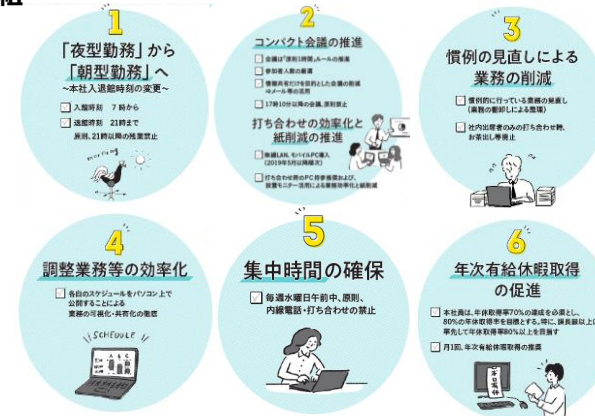 1
「夜型勤務」から
「朝型勤務」へ
~本社入退館時刻の変更~
入館時刻 7時から
退館時刻 21時まで
原則、21時以降の残業禁止
morning
2
コンパクト会議の推進
会議は「原則1時間」ルールの推進
参加者人数の厳選
情報共有だけを目的とした会議の削減
⇒メール等の活用
17時10分以降の会議、原則禁止
打ち合わせの効率化と
紙削減の推進
無線LAN、モバイルPC導入
(2019年5月以降順次)
打ち合わせ時のPC持参推奨および、
設置モニター活用による業務効率化と紙削減
3
慣例の見直しによる
業務の削減
慣例的に行っている業務の見直し
(業務の棚卸しによる整理)
社内出席者のみの打ち合わせ時、
お茶出し等廃止
4
調整業務等の効率化
各自のスケジュールをパソコン上で
公開することによる
業務の可視化・共有化の徹底
SCHEDULE
A B C
5
集中時間の確保
毎週水曜日午前中、原則、
内線電話・打ち合わせの禁止
6
年次有給休暇取得
の促進
本社員は、年休取得率70%の達成を必須とし、
80%の年休取得率を目標とする。特に、課長級以上は
率先して年休取得率80%以上を目指す
月1回、年次有給休暇取得の推奨
本日年休